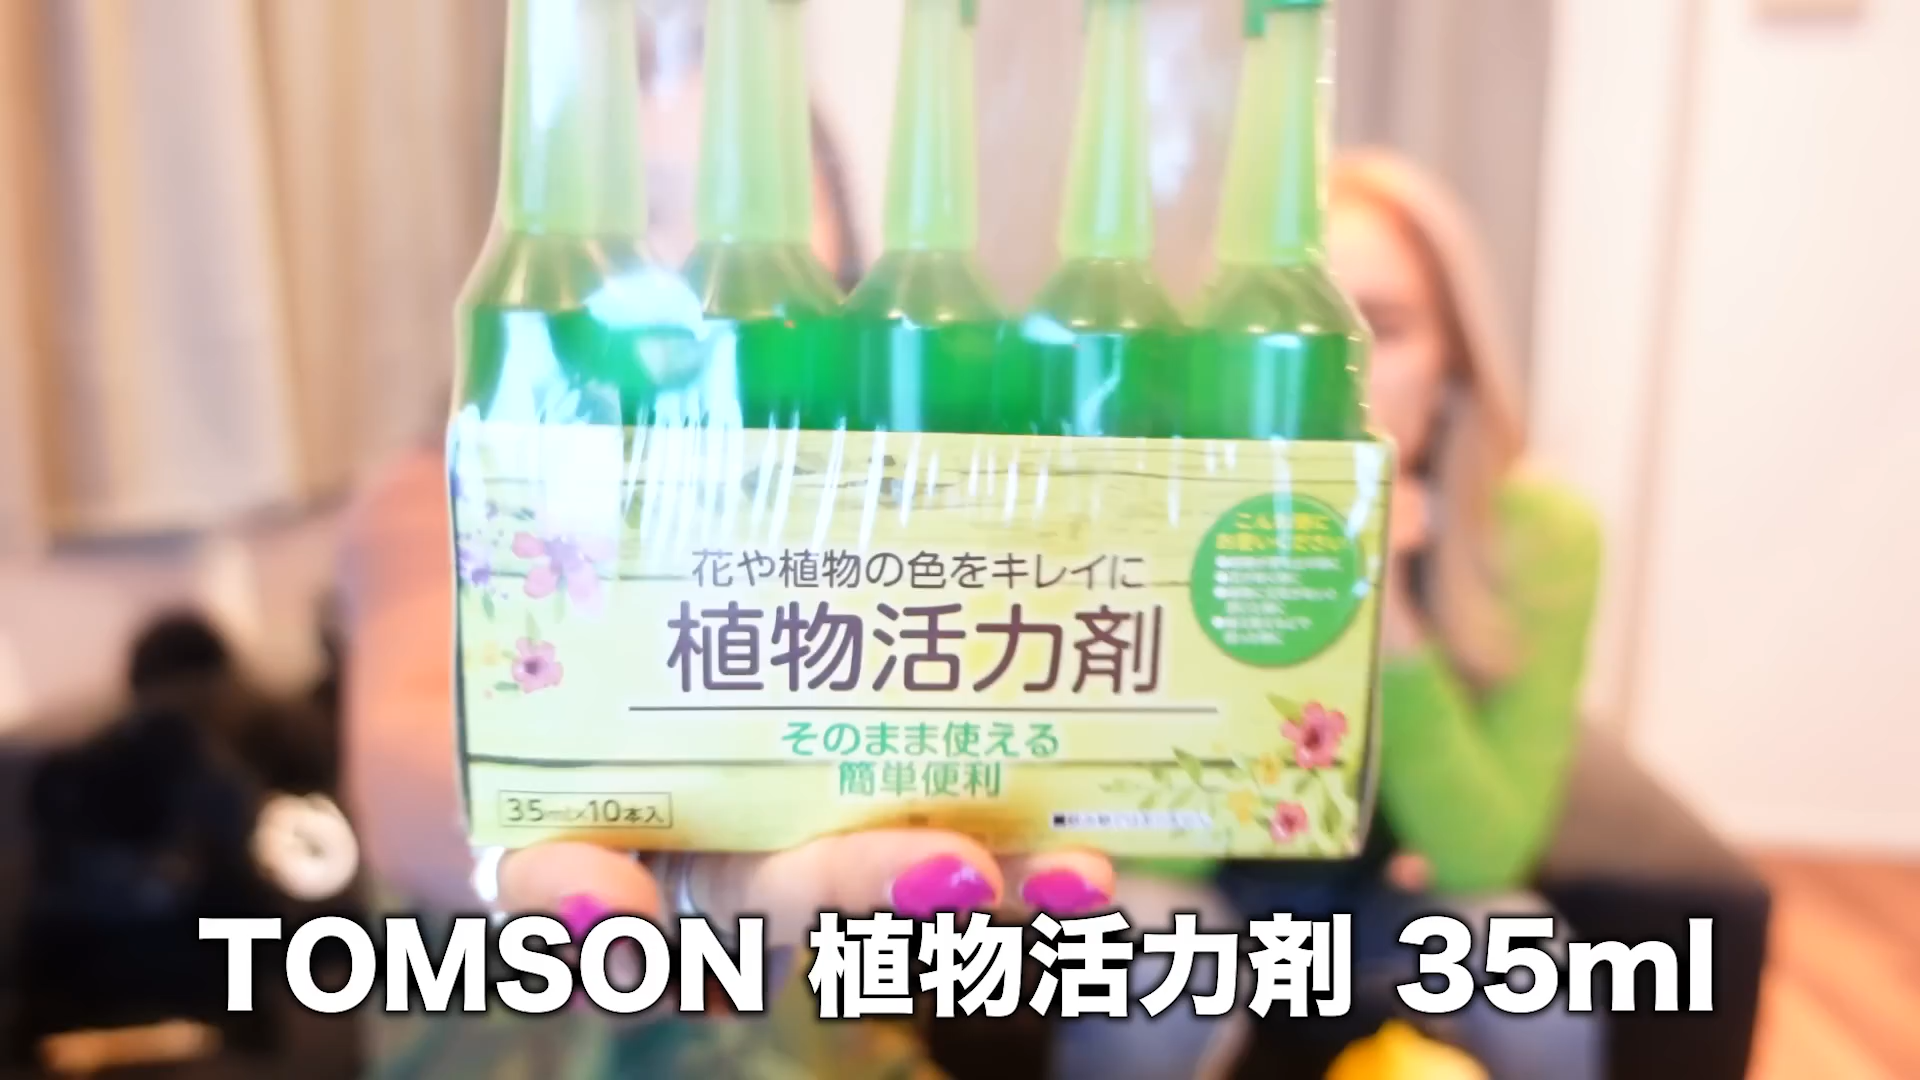 花や植物の色をキレイに
植物活力剤
そのまま使える
簡単便利
35ml×10本入
TOMSON 植物活力剤 35ml